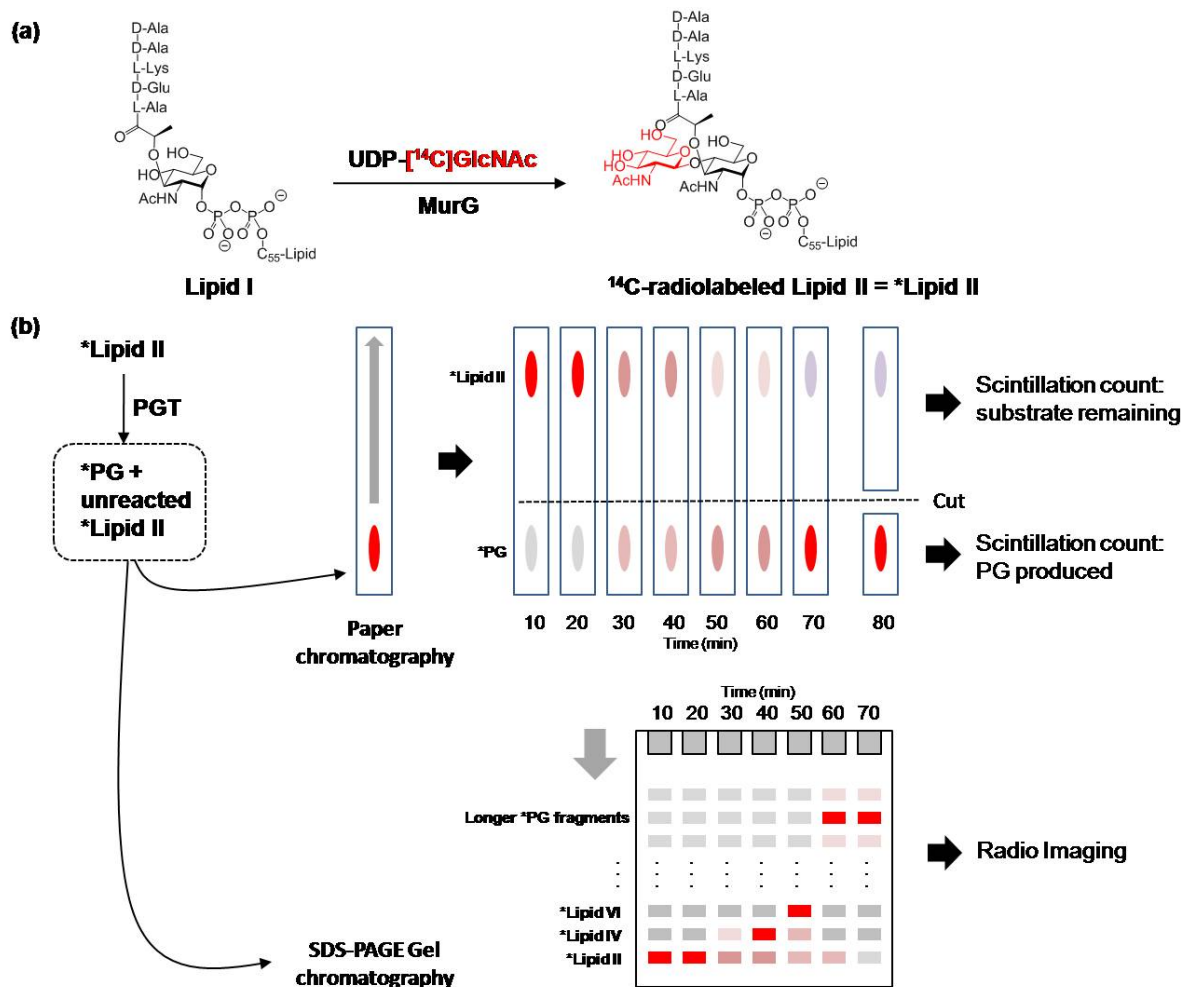 (a)
D-Ala
D-Ala
L-Lys
D-Glu
L-Ala
O
O
HO
HO
O
AcHN
O
P
O
P
O
O
O
O
O
C55-Lipid
Lipid I
UDP-[14C]GlcNAc
MurG
D-Ala
D-Ala
L-Lys
D-Glu
L-Ala
O
HO
O
HO
HO
HO
O
O
O
AcHN
AcHN
O
P
O
P
O
O
O
O
O
C55-Lipid
14C-radiolabeled Lipid II = *Lipid II
(b)
*Lipid II
PGT
*PG +
unreacted
*Lipid II
Paper
chromatography
*Lipid II
*PG
10 20 30 40 50 60 70 80
Time (min)
Cut
Scintillation count:
substrate remaining
Scintillation count:
PG produced
SDS-PAGE Gel
chromatography
Time (min)
10 20 30 40 50 60 70
Longer *PG fragments
*Lipid VI
*Lipid IV
*Lipid II
Radio Imaging